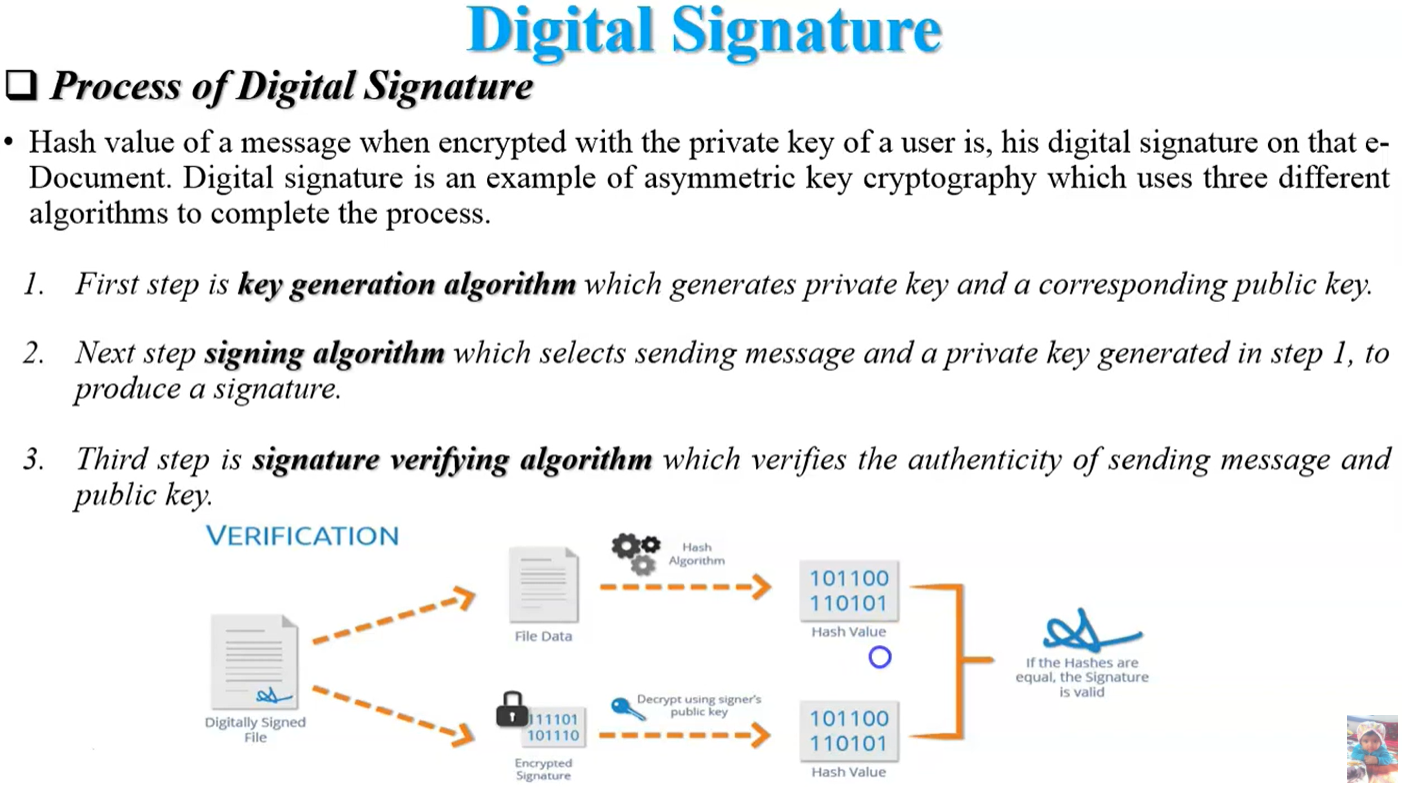 Digital Signature
❑ Process of Digital Signature
• Hash value of a message when encrypted with the private key of a user is, his digital signature on that e-
Document. Digital signature is an example of asymmetric key cryptography which uses three different
algorithms to complete the process.
1. First step is key generation algorithm which generates private key and a corresponding public key.
2. Next step signing algorithm which selects sending message and a private key generated in step 1, to
produce a signature.
3. Third step is signature verifying algorithm which verifies the authenticity of sending message and
public key.
VERIFICATION
Digitally Signed
File
File Data
Hash
Algorithm
101100
110101
Hash Value
111101
101110
Encrypted
Signature
Decrypt using signer's
public key
101100
110101
Hash Value
If the Hashes are
equal, the Signature
is valid